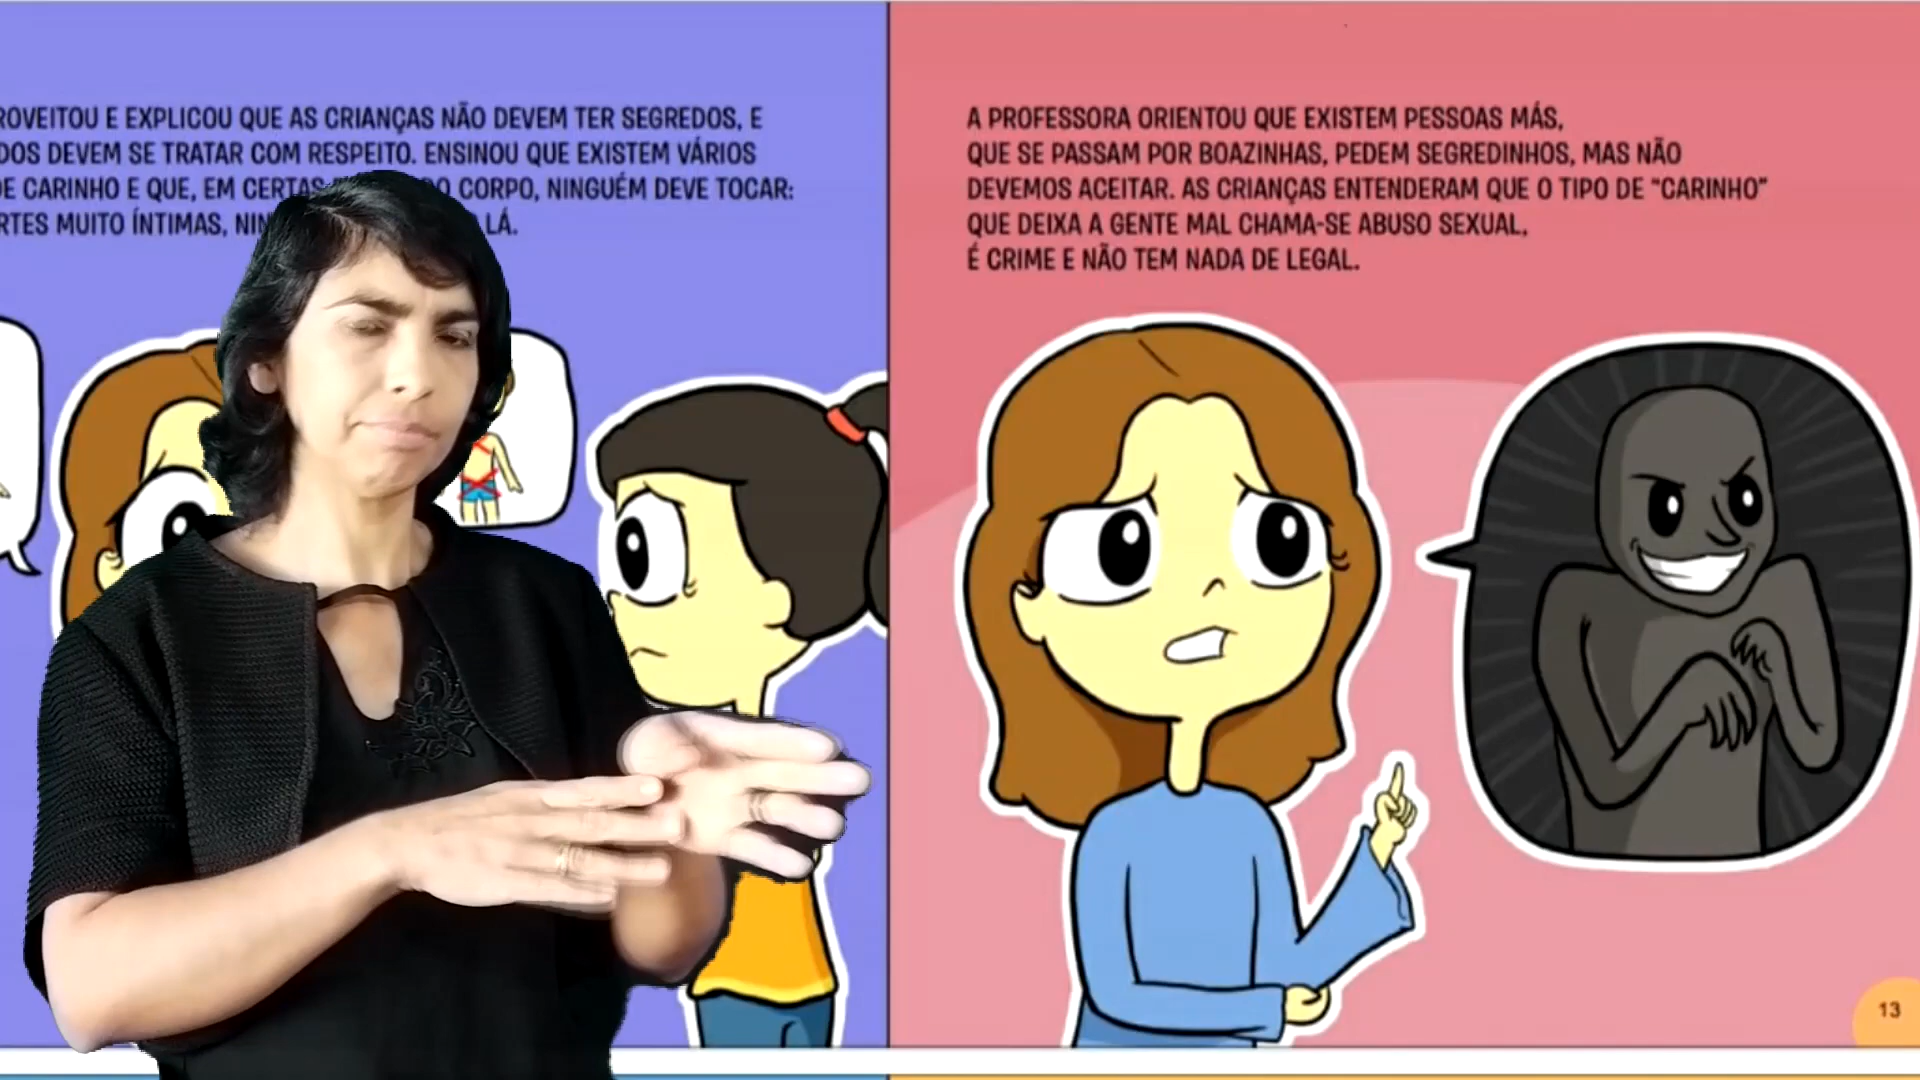 ROVEITOU E EXPLICOU QUE AS CRIANÇAS NÃO DEVEM TER SEGREDOS, E
DOS DEVEM SE TRATAR COM RESPEITO. ENSINOU QUE EXISTEM VÁRIOS
DE CARINHO E QUE, EM CERTAS DO CORPO, NINGUÉM DEVE TOCAR:
RTES MUITO ÍNTIMAS, NIN LÁ.
A PROFESSORA ORIENTOU QUE EXISTEM PESSOAS MÁS,
QUE SE PASSAM POR BOAZINHAS, PEDEM SEGREDINHOS, MAS NÃO
DEVEMOS ACEITAR. AS CRIANÇAS ENTENDERAM QUE O TIPO DE "CARINHO"
QUE DEIXA A GENTE MAL CHAMA-SE ABUSO SEXUAL,
É CRIME E NÃO TEM NADA DE LEGAL.
13